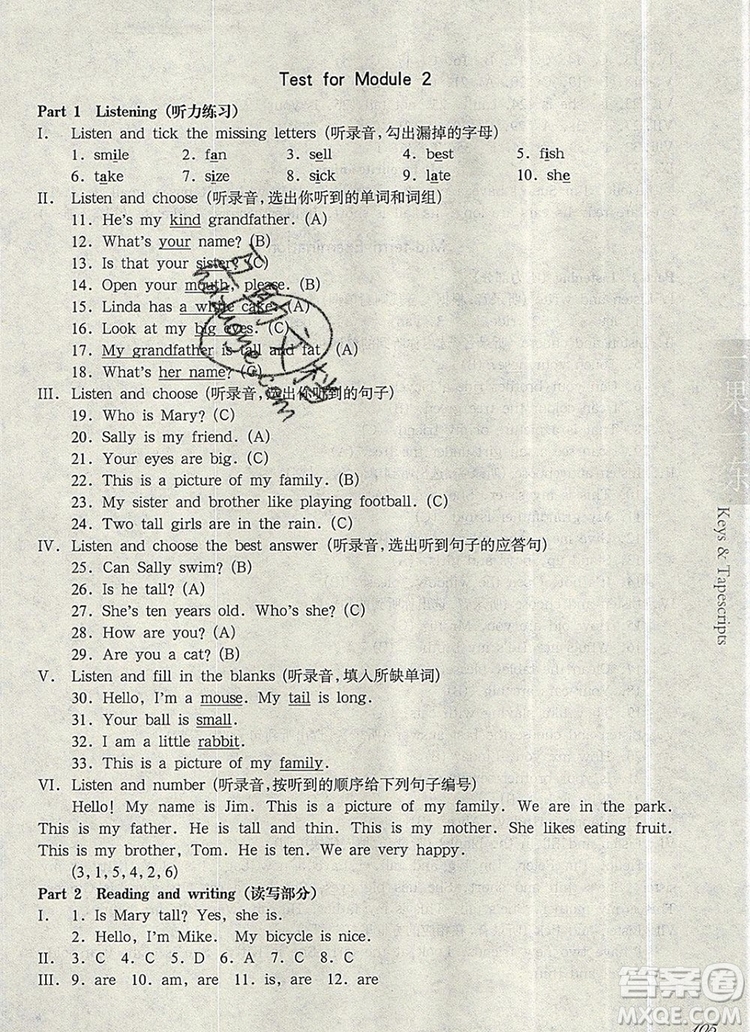 Test for Module 2
Part 1 Listening (听力练习)
I. Listen and tick the missing letters (听录音,勾出漏掉的字母)
1. smile 2. fan 3. sell 4. best 5. fish
6. take 7. size 8. sick 9. late 10. she
II. Listen and choose (听录音,选出你听到的单词和词组)
11. He's my kind grandfather. (A)
12. What's your name? (B)
13. Is that your sister? (C)
14. Open your mouth, please. (B)
15. Linda has a white cake. (B)
16. Look at my big eyes. (C)
17. My grandfather is tall and fat. (A)
18. What's her name? (B)
III. Listen and choose (听录音,选出你听到的句子)
19. Who is Mary? (C)
20. Sally is my friend. (A)
21. Your eyes are big. (B)
22. This is a picture of my family. (C)
23. My sister and brother like playing football. (C)
24. Two tall girls are in the rain. (C)
IV. Listen and choose the best answer (听录音,选出听到句子的应答句)
25. Can Sally swim? (B)
26. Is he tall? (A)
27. She's ten years old. Who's she? (C)
28. How are you? (A)
29. Are you a cat? (B)
V. Listen and fill in the blanks (听录音,填入所缺单词)
30. Hello, I'm a mouse. My tail is long.
31. Your ball is small.
32. I am a little rabbit.
33. This is a picture of my family.
VI. Listen and number (听录音,按听到的顺序给下列句子编号)
Hello! My name is Jim. This is a picture of my family. We are in the park.
This is my father. He is tall and thin. This is my mother. She likes eating fruit.
This is my brother, Tom. He is ten. We are very happy.
(3,1,5,4,2,6)
Part 2 Reading and writing (读写部分)
I. 1. Is Mary tall? Yes, she is.
2. Hello, I'm Mike. My bicycle is nice.
II. 3. C 4. C 5. A 6. C 7. A 8. C
III. 9. are 10. am, are 11. is, are 12. are
一课一练
Keys & Tapescripts
105
答案圈
MXQE.COM